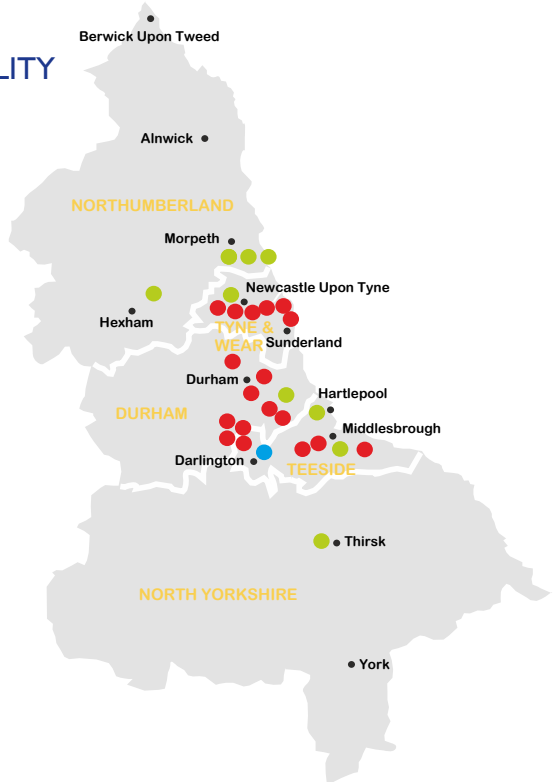 Berwick Upon Tweed
LITY
Alnwick
NORTHUMBERLAND
Morpeth
Newcastle Upon Tyne
Hexham
TYNE &
WEAR
Sunderland
Durham
Hartlepool
DURHAM
Middlesbrough
Darlington
TEESIDE
Thirsk
NORTH YORKSHIRE
York